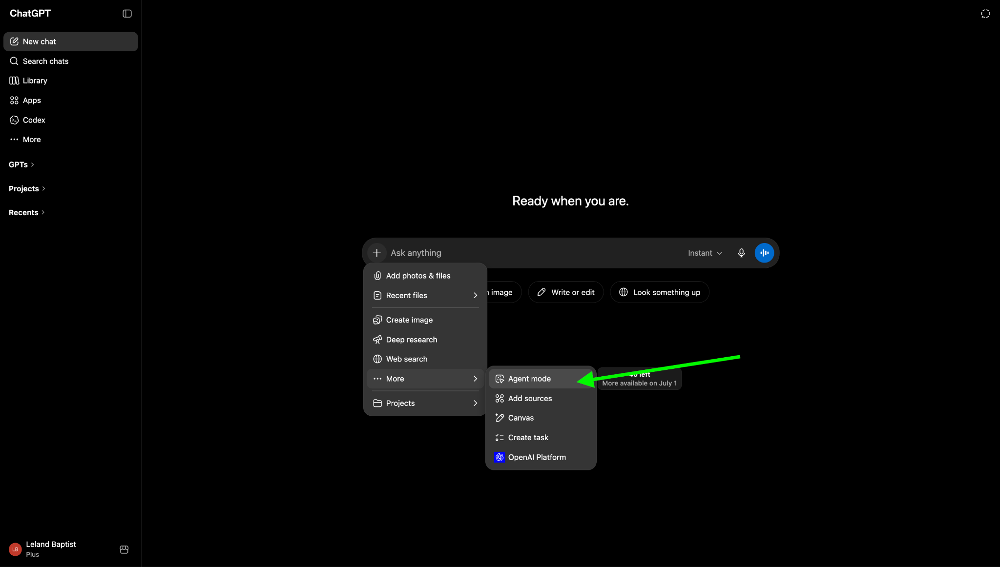 ChatGPT
New chat
Search chats
Library
Apps
Codex
More
GPTs
Projects
Recents
Ready when you are.
Ask anything
Instant
Add photos & files
Recent files
image
Write or edit
Look something up
Create image
Deep research
Web search
More
Projects
Agent mode
left
More available on July 1
Add sources
Canvas
Create task
OpenAI Platform
LB
Leland Baptist
Plus